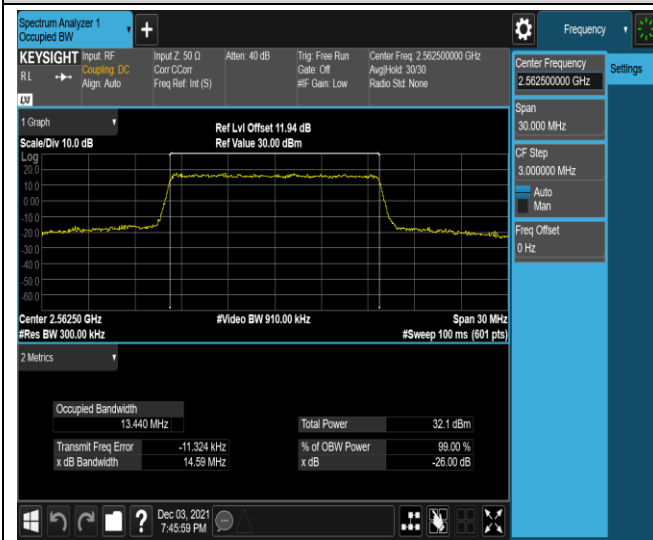 Spectrum Analyzer 1
Occupied BW
Frequency
KEYSIGHT
RL
LXI
Input: RF
Coupling: DC
Align: Auto
Input Z: 50 Ω
Corr CCorr
Freq Ref: Int (S)
Atten: 40 dB
Trig: Free Run
Gate: Off
#IF Gain: Low
Center Freq: 2.562500000 GHz
Avg|Hold: 30/30
Radio Std: None
Center Frequency
2.562500000 GHz
Settings
Span
30.000 MHz
CF Step
3.000000 MHz
Auto
Man
Freq Offset
0 Hz
1 Graph
Scale/Div 10.0 dB
Ref Lvl Offset 11.94 dB
Ref Value 30.00 dBm
Log
20.0
10.0
0.00
-10.0
-20.0
-30.0
-40.0
-50.0
-60.0
Center 2.56250 GHz
#Res BW 300.00 kHz
#Video BW 910.00 kHz
Span 30 MHz
#Sweep 100 ms (601 pts)
2 Metrics
Occupied Bandwidth
13.440 MHz
Total Power 32.1 dBm
Transmit Freq Error -11.324 kHz
% of OBW Power 99.00 %
x dB Bandwidth 14.59 MHz
x dB -26.00 dB
?
Dec 03, 2021
7:45:59 PM